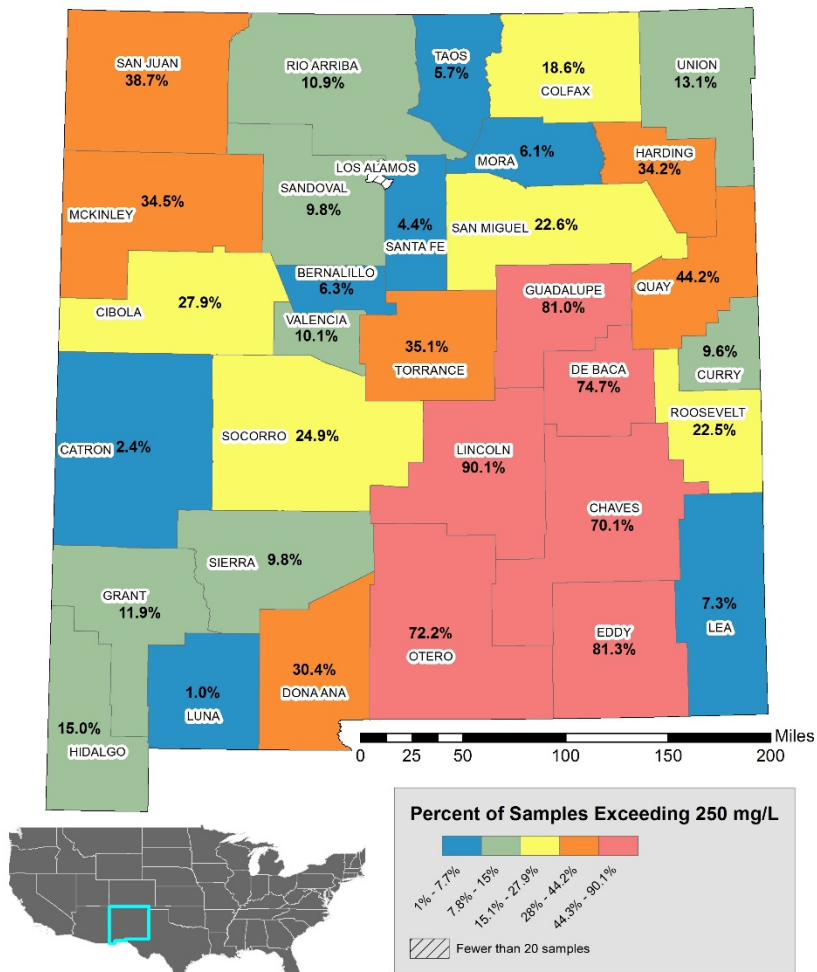 SAN JUAN
38.7%
RIO ARRIBA
10.9%
TAOS
5.7%
18.6%
COLFAX
UNION
13.1%
MCKINLEY
34.5%
LOS ALAMOS
SANDOVAL
9.8%
4.4%
SANTA FE
6.1%
MORA
HARDING
34.2%
SAN MIGUEL
22.6%
CIBOLA
27.9%
BERNALILLO
6.3%
VALENCIA
10.1%
35.1%
TORRANCE
GUADALUPE
81.0%
44.2%
QUAY
9.6%
CURRY
DE BACA
74.7%
ROOSEVELT
22.5%
CATRON
2.4%
SOCORRO
24.9%
LINCOLN
90.1%
CHAVES
70.1%
SIERRA
9.8%
GRANT
11.9%
15.0%
HIDALGO
1.0%
LUNA
30.4%
DONA ANA
72.2%
OTERO
EDDY
81.3%
7.3%
LEA
Miles
0 25 50 100 150 200
Percent of Samples Exceeding 250 mg/L
1% - 7.7%
7.8% - 15%
15.1% - 27.9%
28% - 44.2%
44.3% - 90.1%
Fewer than 20 samples